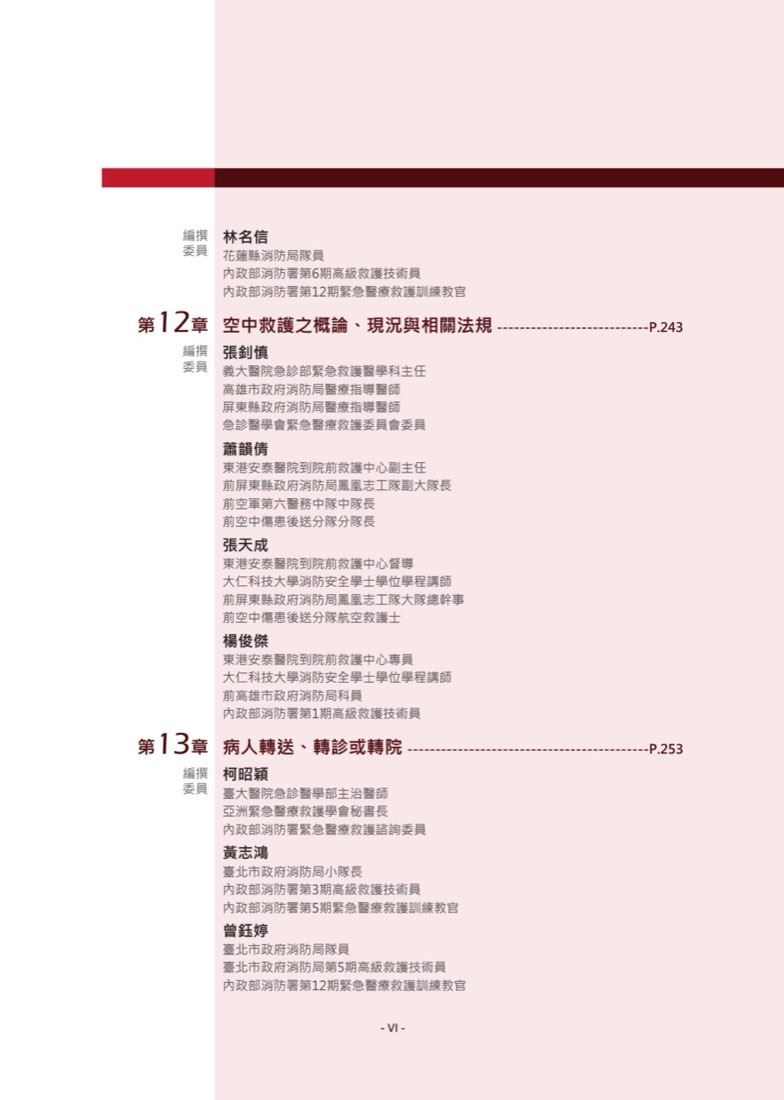 編撰
委員
林名信
花蓮縣消防局隊員
內政部消防署第6期高級救護技術員
內政部消防署第12期緊急醫療救護訓練教官
第12章 空中救護之概論、現況與相關法規 ---------------------------P.243
編撰
委員
張釗慎
義大醫院急診部緊急救護醫學科主任
高雄市政府消防局醫療指導醫師
屏東縣政府消防局醫療指導醫師
急診醫學會緊急醫療救護委員會委員
蕭韻倩
東港安泰醫院到院前救護中心副主任
前屏東縣政府消防局鳳凰志工隊副大隊長
前空軍第六醫務中隊中隊長
前空中傷患後送分隊分隊長
張天成
東港安泰醫院到院前救護中心督導
大仁科技大學消防安全學士學位學程講師
前屏東縣政府消防局鳳凰志工隊大隊總幹事
前空中傷患後送分隊航空救護士
楊俊傑
東港安泰醫院到院前救護中心專員
大仁科技大學消防安全學士學位學程講師
前高雄市政府消防局科員
內政部消防署第1期高級救護技術員
第13章 病人轉送、轉診或轉院 -------------------------------------------P.253
編撰
委員
柯昭穎
臺大醫院急診醫學部主治醫師
亞洲緊急醫療救護學會秘書長
內政部消防署緊急醫療救護諮詢委員
黃志鴻
臺北市政府消防局小隊長
內政部消防署第3期高級救護技術員
內政部消防署第5期緊急醫療救護訓練教官
曾鈺婷
臺北市政府消防局隊員
臺北市政府消防局第5期高級救護技術員
內政部消防署第12期緊急醫療救護訓練教官
- VI -